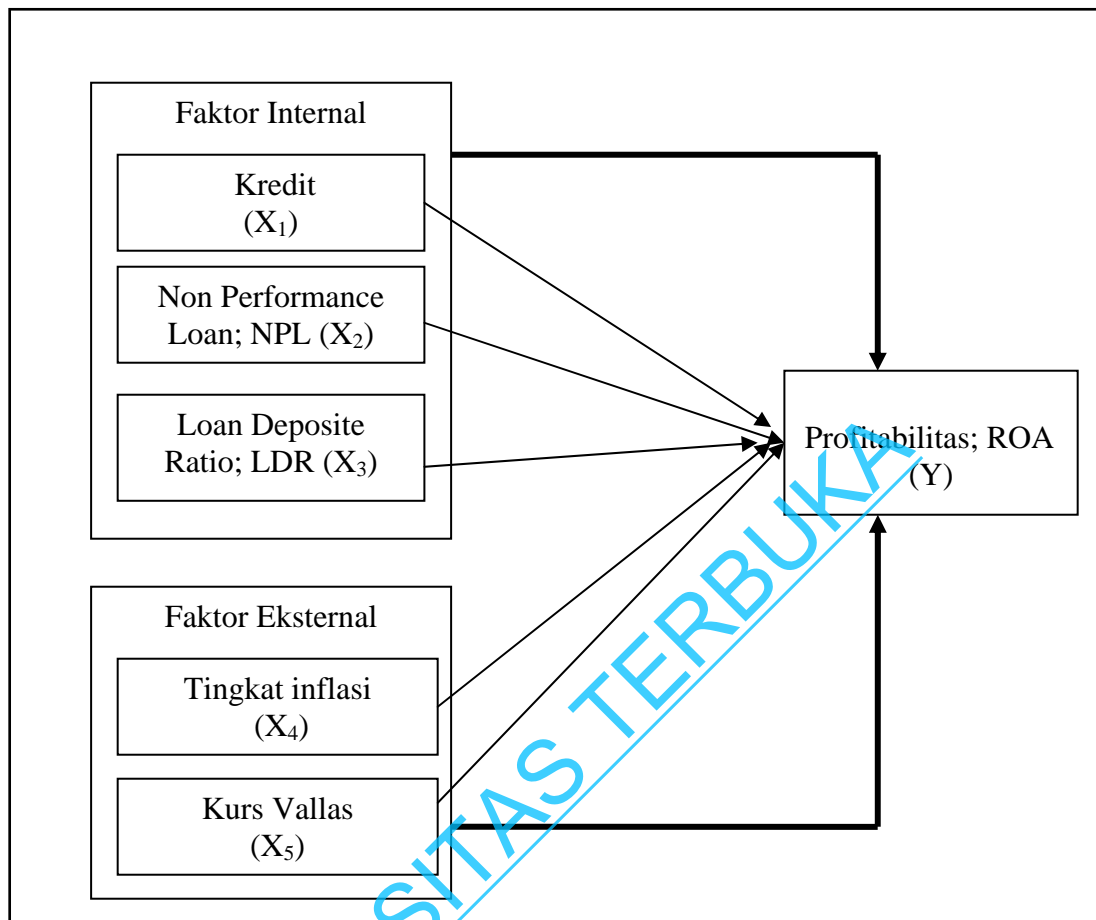 Faktor Internal
Kredit
(X₁)
Non Performance
Loan; NPL (X₂)
Loan Deposite
Ratio; LDR (X₃)
Profitabilitas; ROA
(Y)
Faktor Eksternal
Tingkat inflasi
(X₄)
Kurs Vallas
(X₅)
SITAS TERBUKA